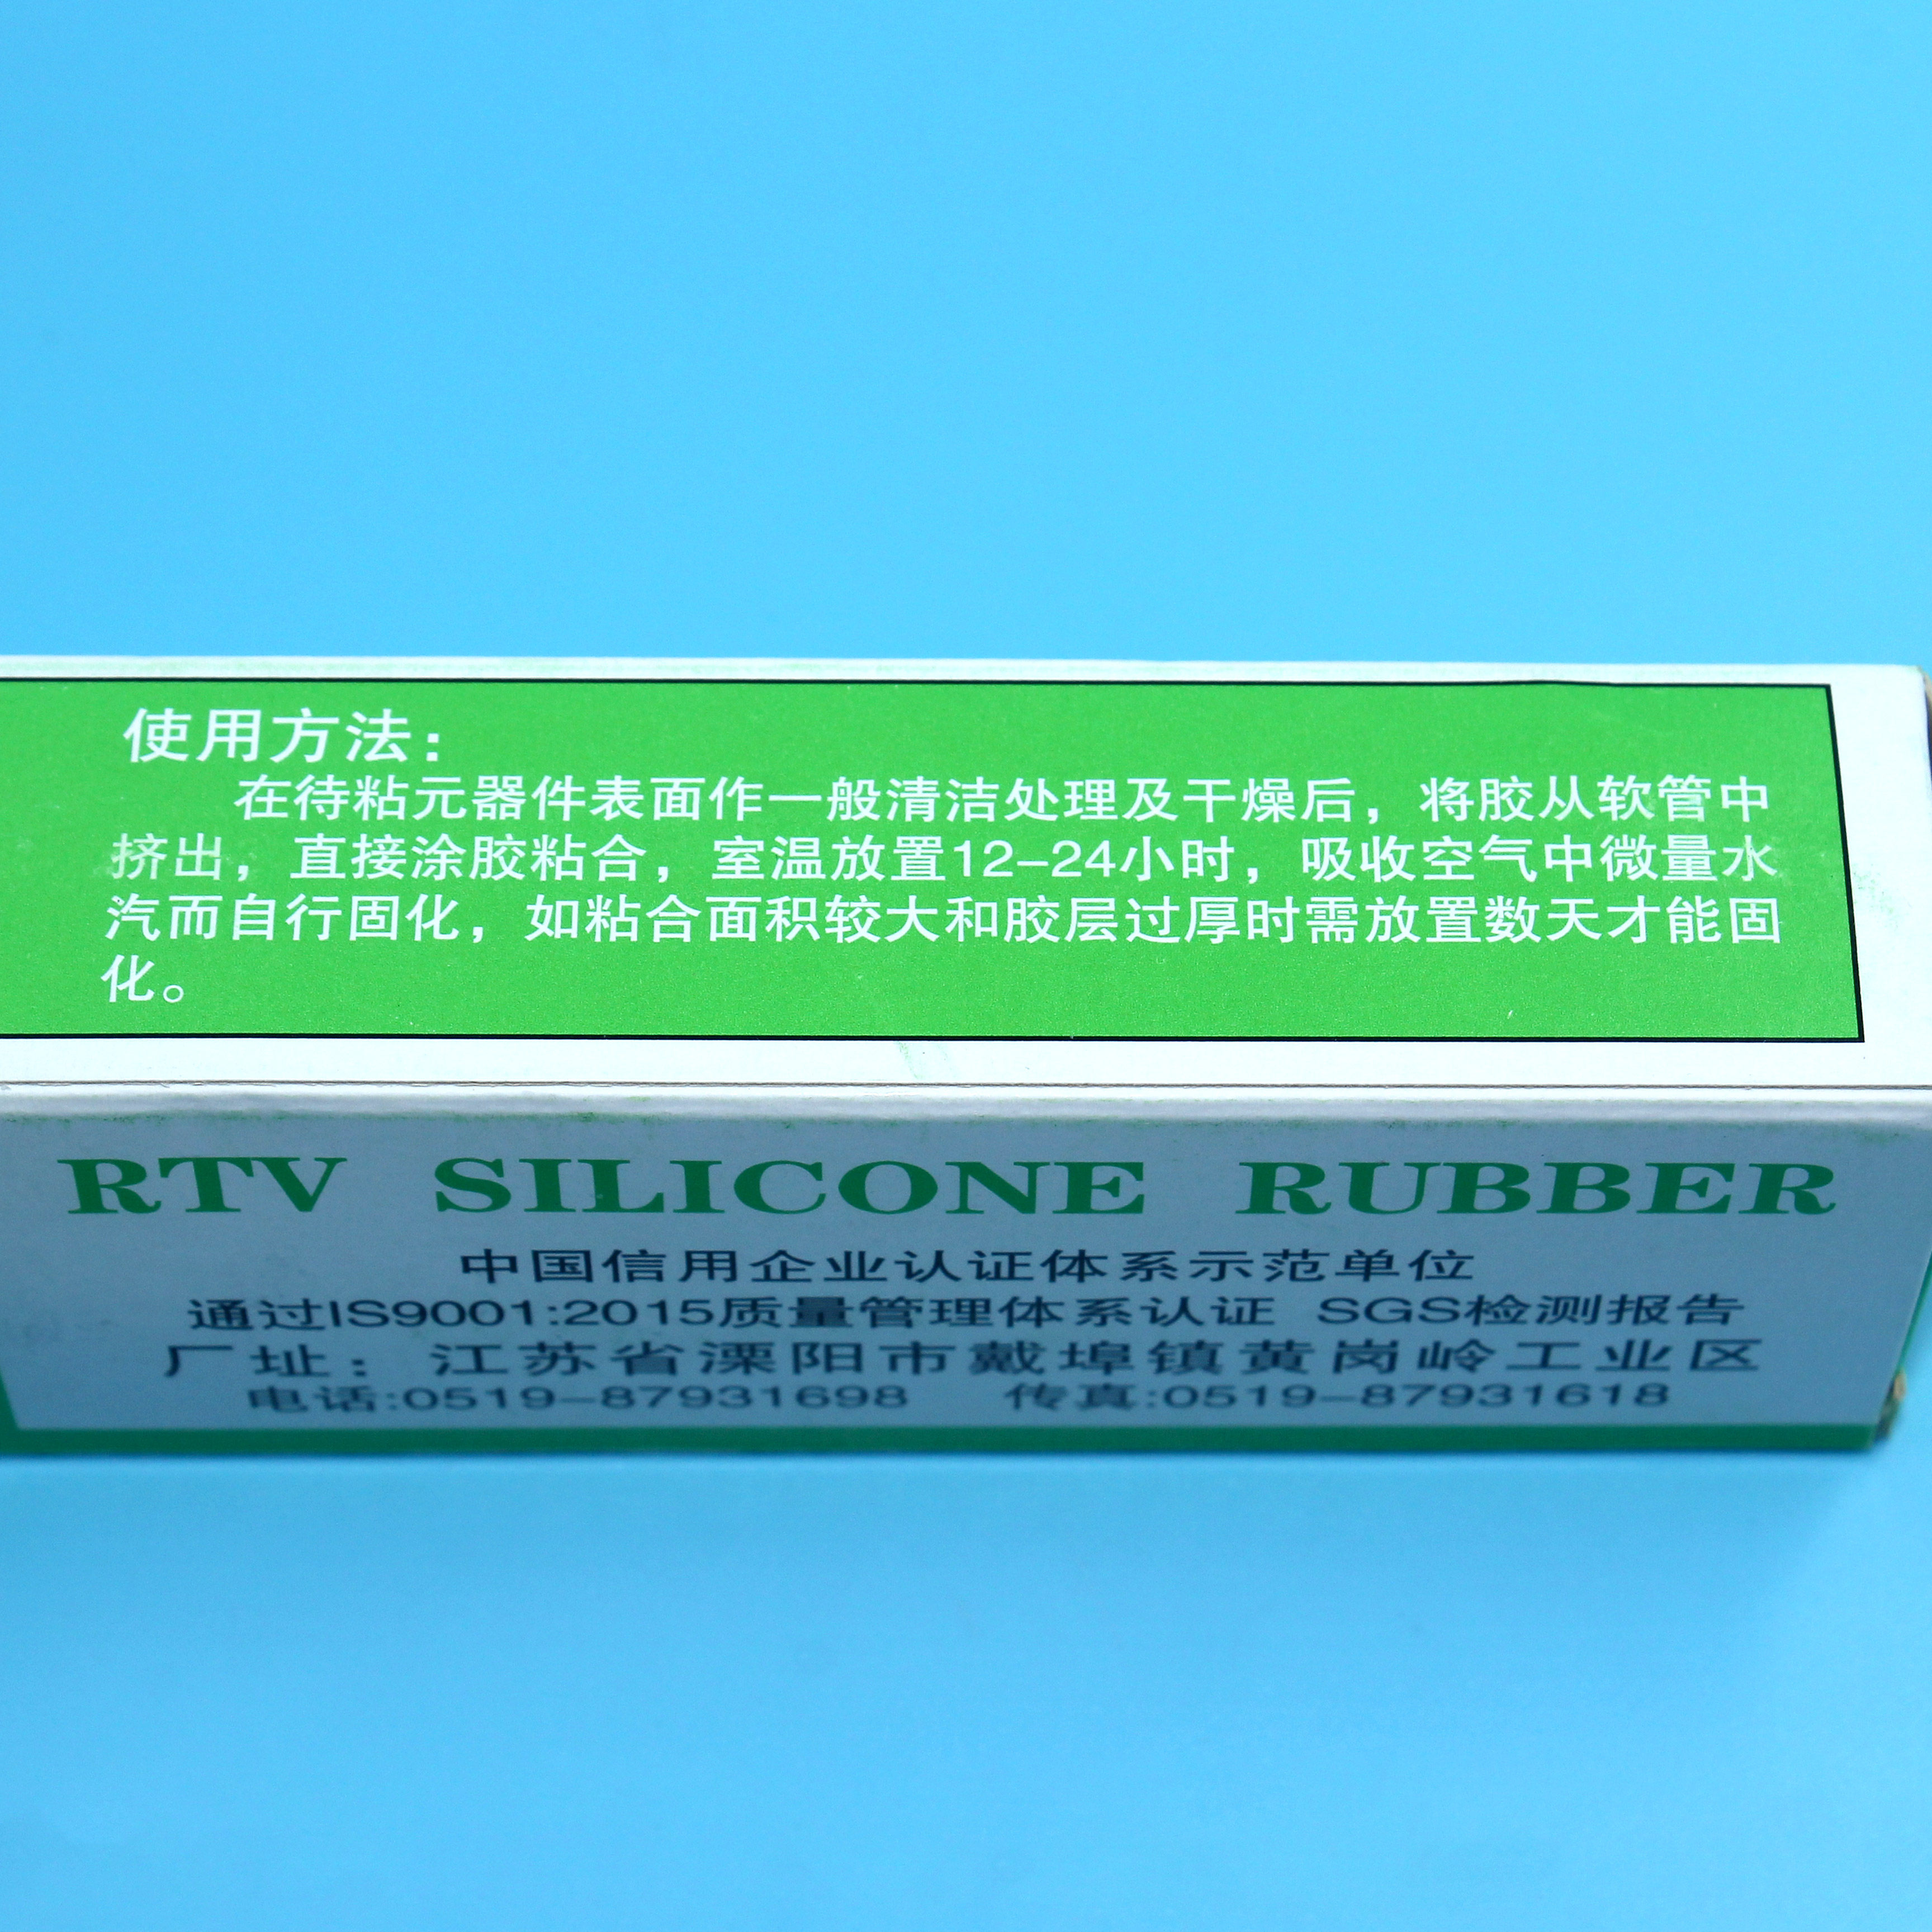 使用方法：
在待粘元器件表面作一般清洁处理及干燥后，将胶从软管中
挤出，直接涂胶粘合，室温放置12-24小时，吸收空气中微量水
汽而自行固化，如粘合面积较大和胶层过厚时需放置数天才能固
化。
RTV SILICONE RUBBER
中国信用企业认证体系示范单位
通过IS9001:2015质量管理体系认证 SGS检测报告
厂址：江苏省溧阳市戴埠镇黄岗岭工业区
电话:0519-87931698 传真:0519-87931618